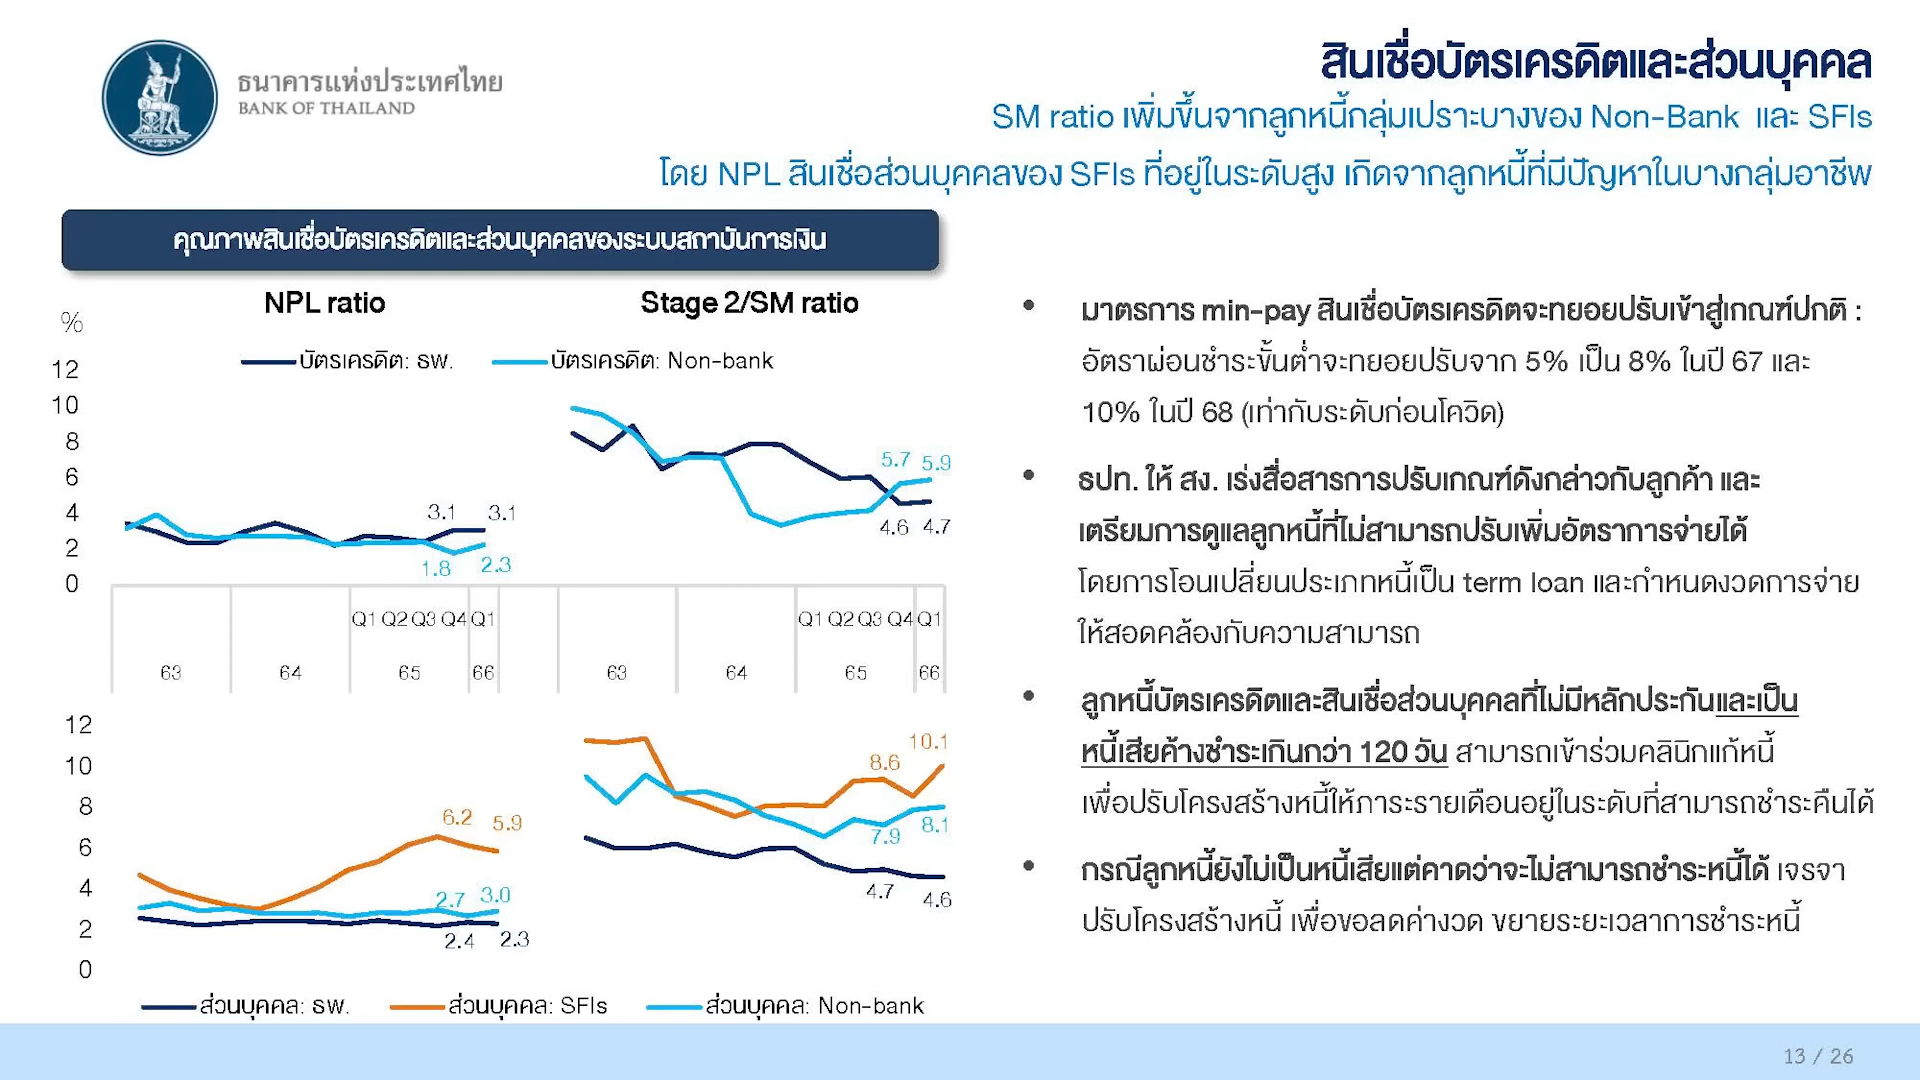 ธนาคารแห่งประเทศไทย
BANK OF THAILAND
สินเชื่อบัตรเครดิตและส่วนบุคคล
SM ratio เพิ่มขึ้นจากลูกหนี้กลุ่มเปราะบางของ Non-Bank และ SFIs
โดย NPL สินเชื่อส่วนบุคคลของ SFIs ที่อยู่ในระดับสูง เกิดจากลูกหนี้ที่มีปัญหาในบางกลุ่มอาชีพ
คุณภาพสินเชื่อบัตรเครดิตและส่วนบุคคลของระบบสถาบันการเงิน
NPL ratio
Stage 2/SM ratio
%
บัตรเครดิต: ธพ. บัตรเครดิต: Non-bank
12
10
8
6
4
2
0
3.1 3.1
1.8 2.3
5.7 5.9
4.6 4.7
Q1 Q2 Q3 Q4 Q1
63 64 65 66
Q1 Q2 Q3 Q4 Q1
63 64 65 66
12
10
8
6
4
2
0
6.2 5.9
2.7 3.0
2.4 2.3
8.6 10.1
7.9 8.1
4.7 4.6
ส่วนบุคคล: ธพ. ส่วนบุคคล: SFIs ส่วนบุคคล: Non-bank
• มาตรการ min-pay สินเชื่อบัตรเครดิตจะทยอยปรับเข้าสู่เกณฑ์ปกติ :
อัตราผ่อนชำระขั้นต่ำจะทยอยปรับจาก 5% เป็น 8% ในปี 67 และ
10% ในปี 68 (เท่ากับระดับก่อนโควิด)
• ธปท. ให้ สง. เร่งสื่อสารการปรับเกณฑ์ดังกล่าวกับลูกค้า และ
เตรียมการดูแลลูกหนี้ที่ไม่สามารถปรับเพิ่มอัตราการจ่ายได้
โดยการโอนเปลี่ยนประเภทหนี้เป็น term loan และกำหนดงวดการจ่าย
ให้สอดคล้องกับความสามารถ
• ลูกหนี้บัตรเครดิตและสินเชื่อส่วนบุคคลที่ไม่มีหลักประกันและเป็น
หนี้เสียค้างชำระเกินกว่า 120 วัน สามารถเข้าร่วมคลินิกแก้หนี้
เพื่อปรับโครงสร้างหนี้ให้ภาระรายเดือนอยู่ในระดับที่สามารถชำระคืนได้
• กรณีลูกหนี้ยังไม่เป็นหนี้เสียแต่คาดว่าจะไม่สามารถชำระหนี้ได้ เจรจา
ปรับโครงสร้างหนี้ เพื่อขอลดค่างวด ขยายระยะเวลาการชำระหนี้
13 / 26